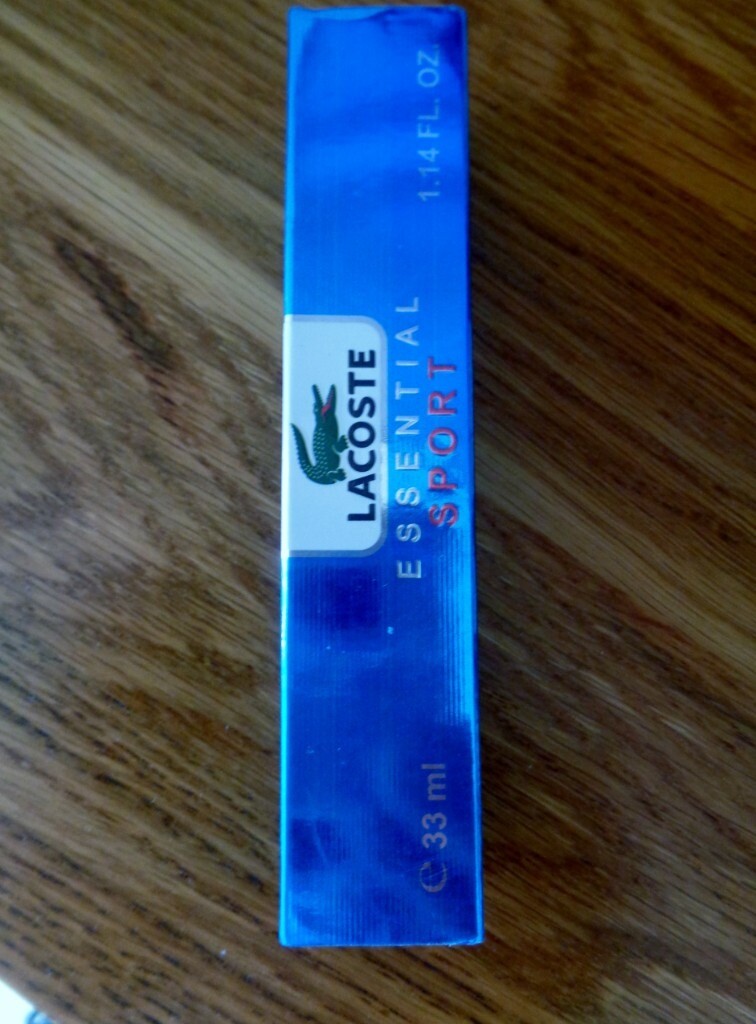 LACOSTE
ESSENTIAL
SPORT
℮ 33 ml
1.14 FL. OZ.